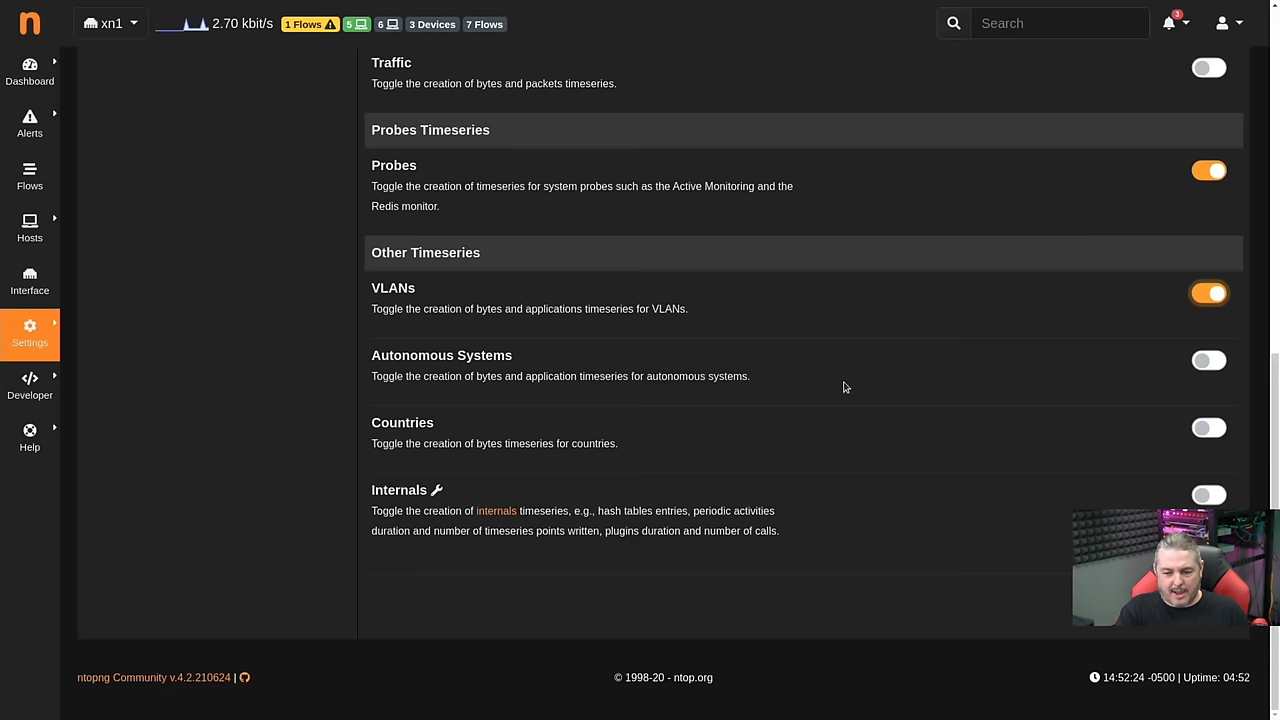 n
xn1
2.70 kbit/s
1 Flows
5
6
3 Devices
7 Flows
Search
3
Dashboard
Alerts
Flows
Hosts
Interface
Settings
Developer
Help
Traffic
Toggle the creation of bytes and packets timeseries.
Probes Timeseries
Probes
Toggle the creation of timeseries for system probes such as the Active Monitoring and the
Redis monitor.
Other Timeseries
VLANs
Toggle the creation of bytes and applications timeseries for VLANs.
Autonomous Systems
Toggle the creation of bytes and application timeseries for autonomous systems.
Countries
Toggle the creation of bytes timeseries for countries.
Internals
Toggle the creation of internals timeseries, e.g., hash tables entries, periodic activities
duration and number of timeseries points written, plugins duration and number of calls.
ntopng Community v.4.2.210624 |
© 1998-20 - ntop.org
14:52:24 -0500 | Uptime: 04:52